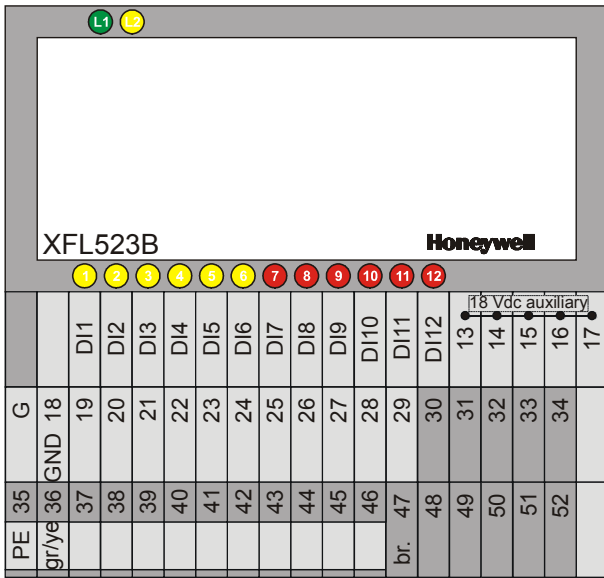 L1 L2
XFL523B Honeywell
1 2 3 4 5 6 7 8 9 10 11 12
18 Vdc auxiliary
DI1 DI2 DI3 DI4 DI5 DI6 DI7 DI8 DI9 DI10 DI11 DI12 13 14 15 16 17
G GND 18 19 20 21 22 23 24 25 26 27 28 29 30 31 32 33 34
35 36 37 38 39 40 41 42 43 44 45 46 47 48 49 50 51 52
PE gr/ye br.